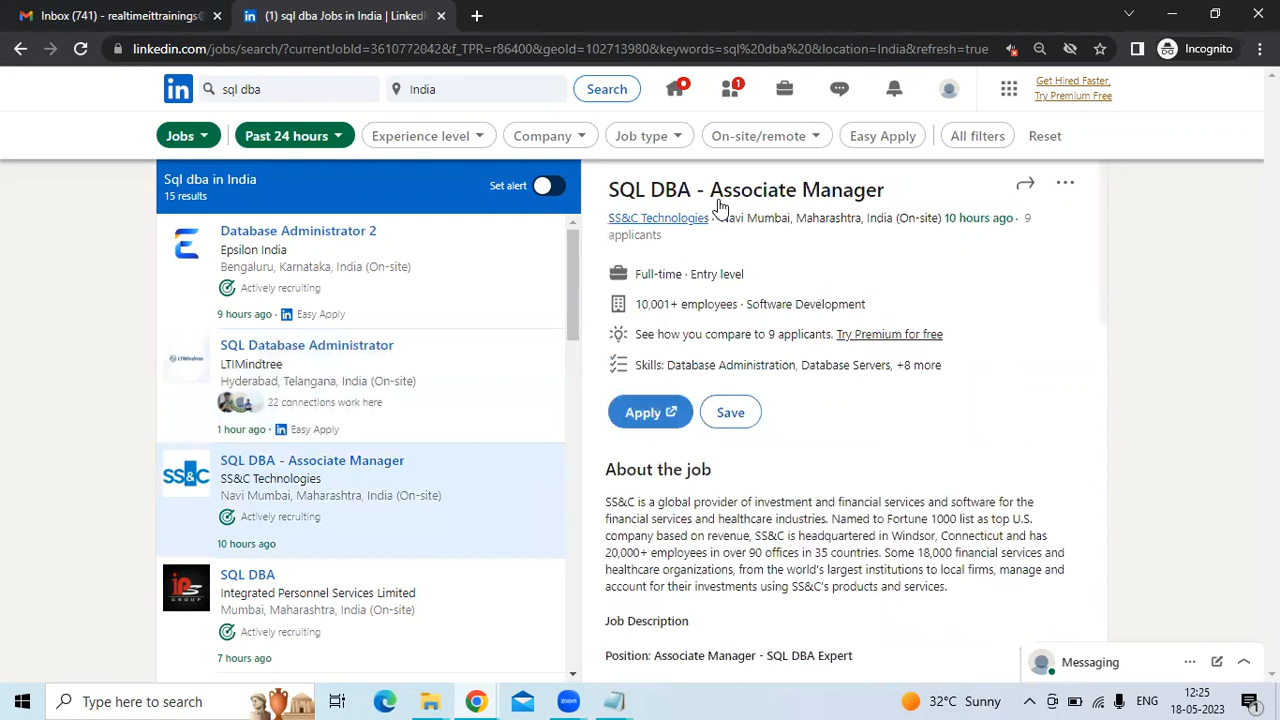 Inbox (741) - realtimeittrainings@
(1) sql dba Jobs in India | LinkedI
linkedin.com/jobs/search/?currentJobId=3610772042&f_TPR=r86400&geoId=102713980&keywords=sql%20dba%20&location=India&refresh=true
Incognito
in
sql dba
India
Search
1
Get Hired Faster,
Try Premium Free
Jobs
Past 24 hours
Experience level
Company
Job type
On-site/remote
Easy Apply
All filters
Reset
Sql dba in India
15 results
Set alert
Database Administrator 2
Epsilon India
Bengaluru, Karnataka, India (On-site)
Actively recruiting
9 hours ago · Easy Apply
SQL Database Administrator
LTIMindtree
LTIMindtree
Hyderabad, Telangana, India (On-site)
22 connections work here
1 hour ago · Easy Apply
SQL DBA - Associate Manager
SS&C
SS&C Technologies
Navi Mumbai, Maharashtra, India (On-site)
Actively recruiting
10 hours ago
SQL DBA
Integrated Personnel Services Limited
GROUP
Mumbai, Maharashtra, India (On-site)
Actively recruiting
7 hours ago
SQL DBA - Associate Manager
SS&C Technologies · Navi Mumbai, Maharashtra, India (On-site) 10 hours ago · 9
applicants
Full-time · Entry level
10,001+ employees · Software Development
See how you compare to 9 applicants. Try Premium for free
Skills: Database Administration, Database Servers, +8 more
Apply
Save
About the job
SS&C is a global provider of investment and financial services and software for the
financial services and healthcare industries. Named to Fortune 1000 list as top U.S.
company based on revenue, SS&C is headquartered in Windsor, Connecticut and has
20,000+ employees in over 90 offices in 35 countries. Some 18,000 financial services and
healthcare organizations, from the world's largest institutions to local firms, manage and
account for their investments using SS&C's products and services.
Job Description
Position: Associate Manager - SQL DBA Expert
Messaging
Type here to search
zoom
32°C Sunny
ENG
12:25
18-05-2023
1